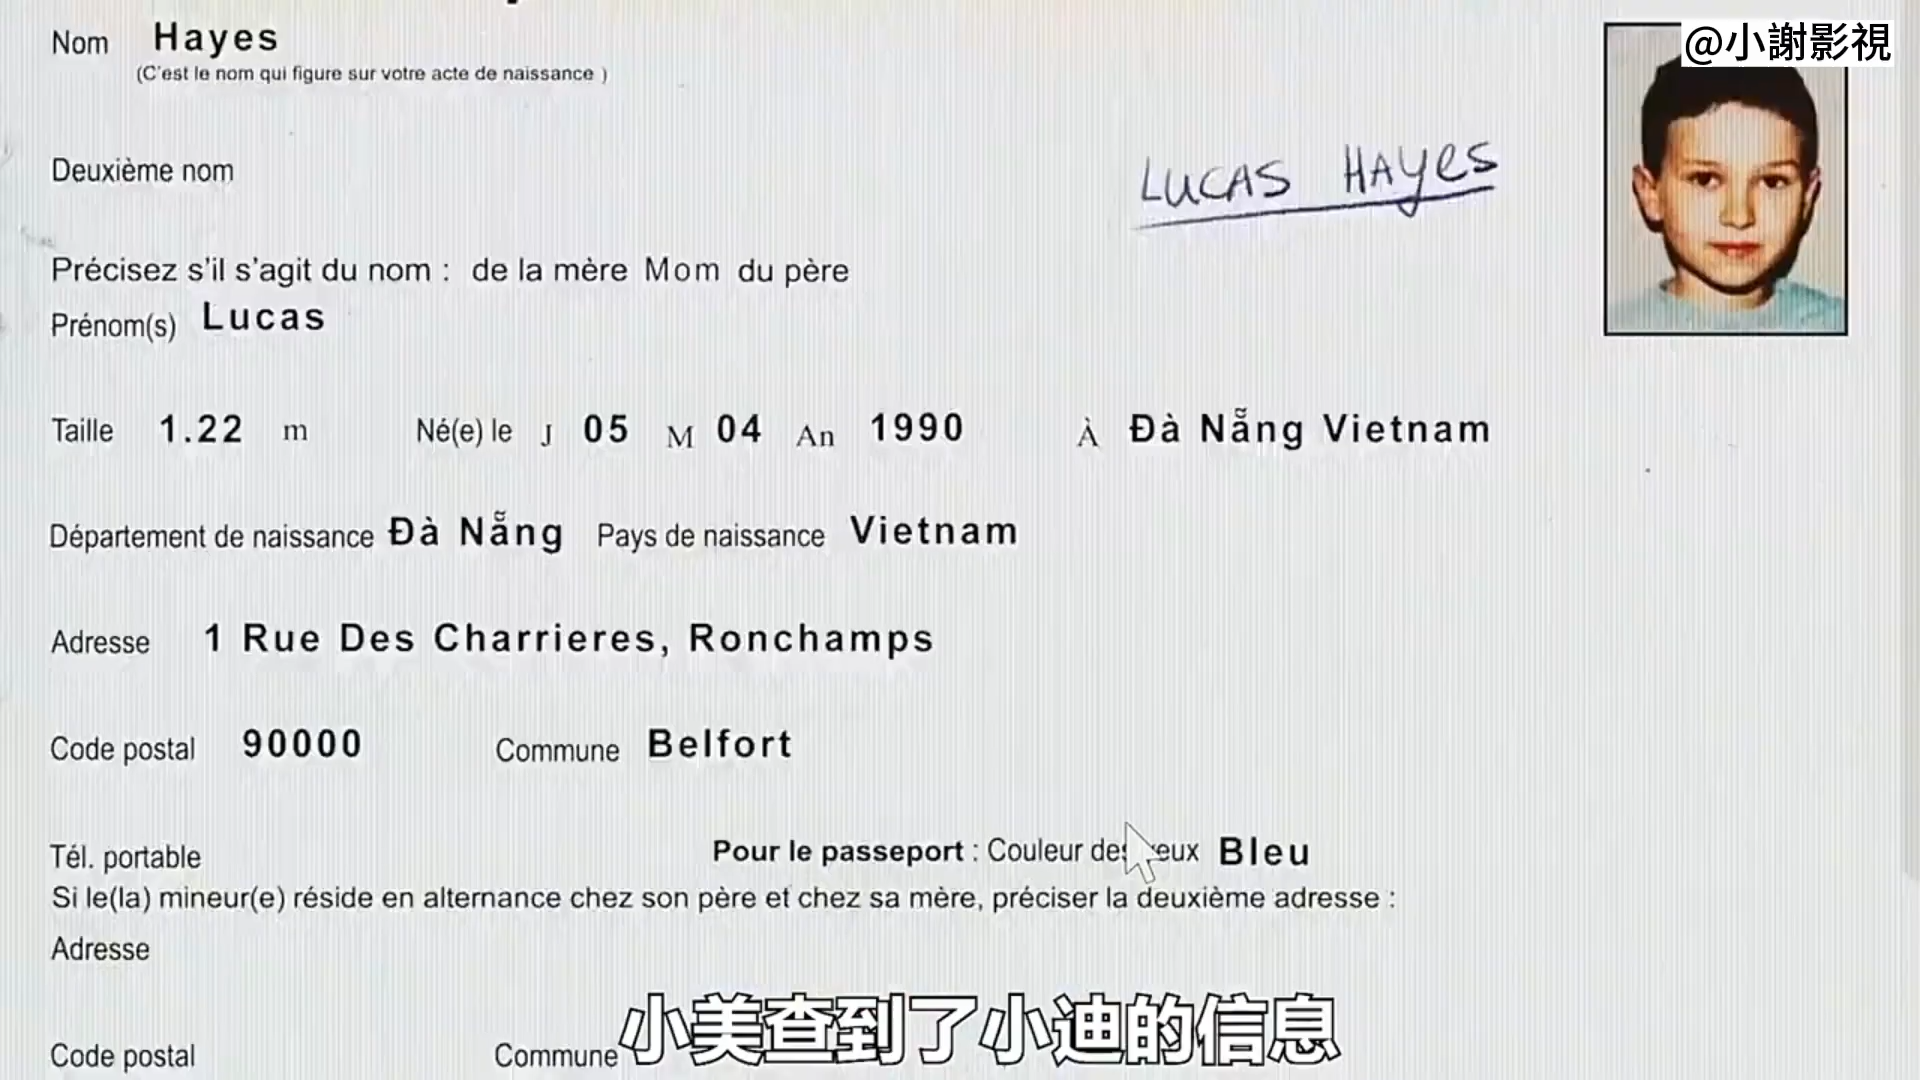 @小謝影視
Nom Hayes
(C'est le nom qui figure sur votre acte de naissance )
Deuxième nom
LUCAS HAYES
Précisez s'il s'agit du nom : de la mère Mom du père
Prénom(s) Lucas
Taille 1.22 m Né(e) le J 05 M 04 An 1990 À Đà Nẵng Vietnam
Département de naissance Đà Nẵng Pays de naissance Vietnam
Adresse 1 Rue Des Charrieres, Ronchamps
Code postal 90000 Commune Belfort
Tél. portable Pour le passeport : Couleur des yeux Bleu
Si le(la) mineur(e) réside en alternance chez son père et chez sa mère, préciser la deuxième adresse :
Adresse
Code postal Commune
小美查到了小迪的信息